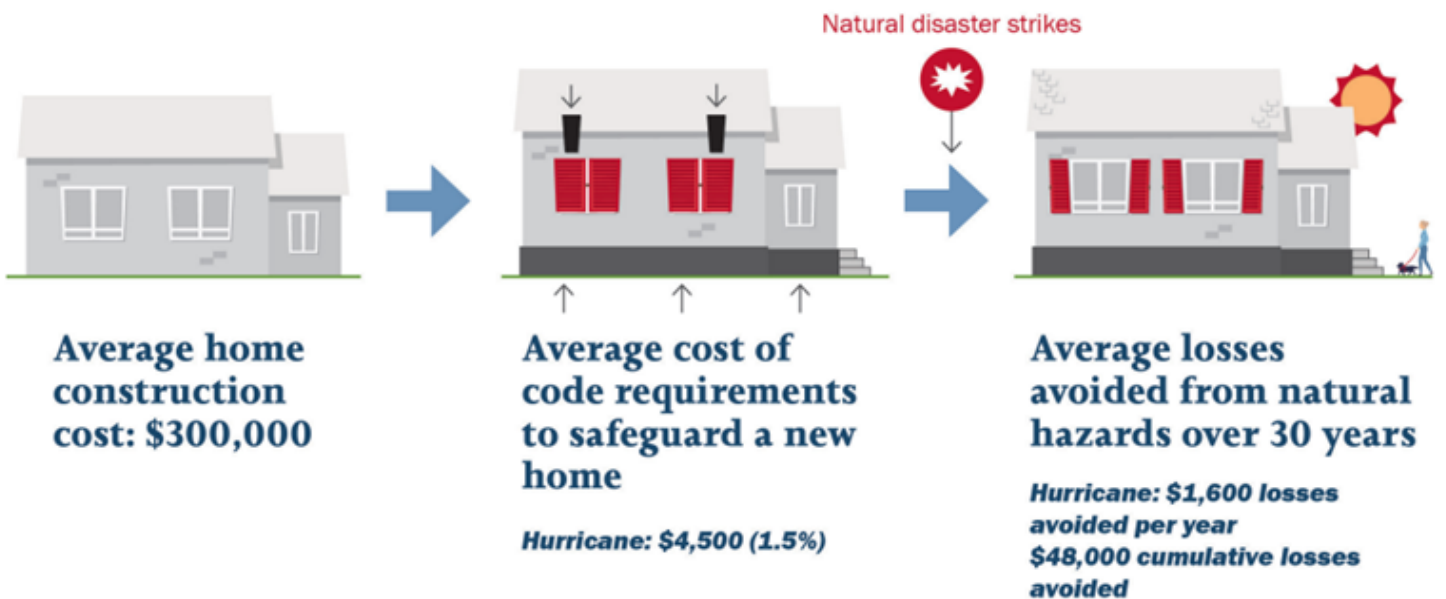 Natural disaster strikes
Average home
construction
cost: $300,000
Average cost of
code requirements
to safeguard a new
home
Hurricane: $4,500 (1.5%)
Average losses
avoided from natural
hazards over 30 years
Hurricane: $1,600 losses
avoided per year
$48,000 cumulative losses
avoided